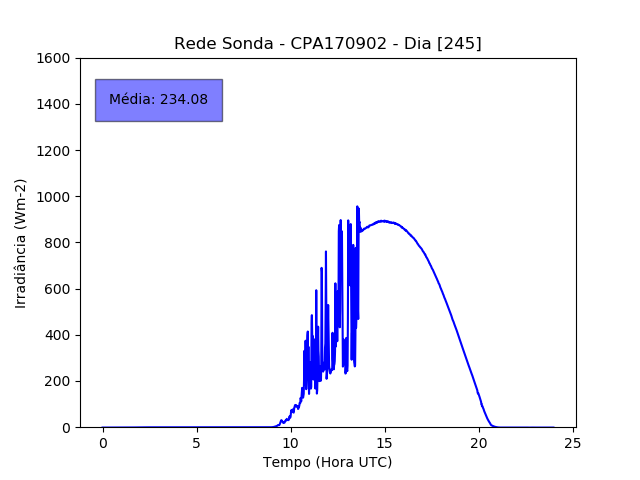 Rede Sonda - CPA170902 - Dia [245]
1600
1400
1200
1000
800
600
400
200
0
Irradiância (Wm-2)
Média: 234.08
0 5 10 15 20 25
Tempo (Hora UTC)